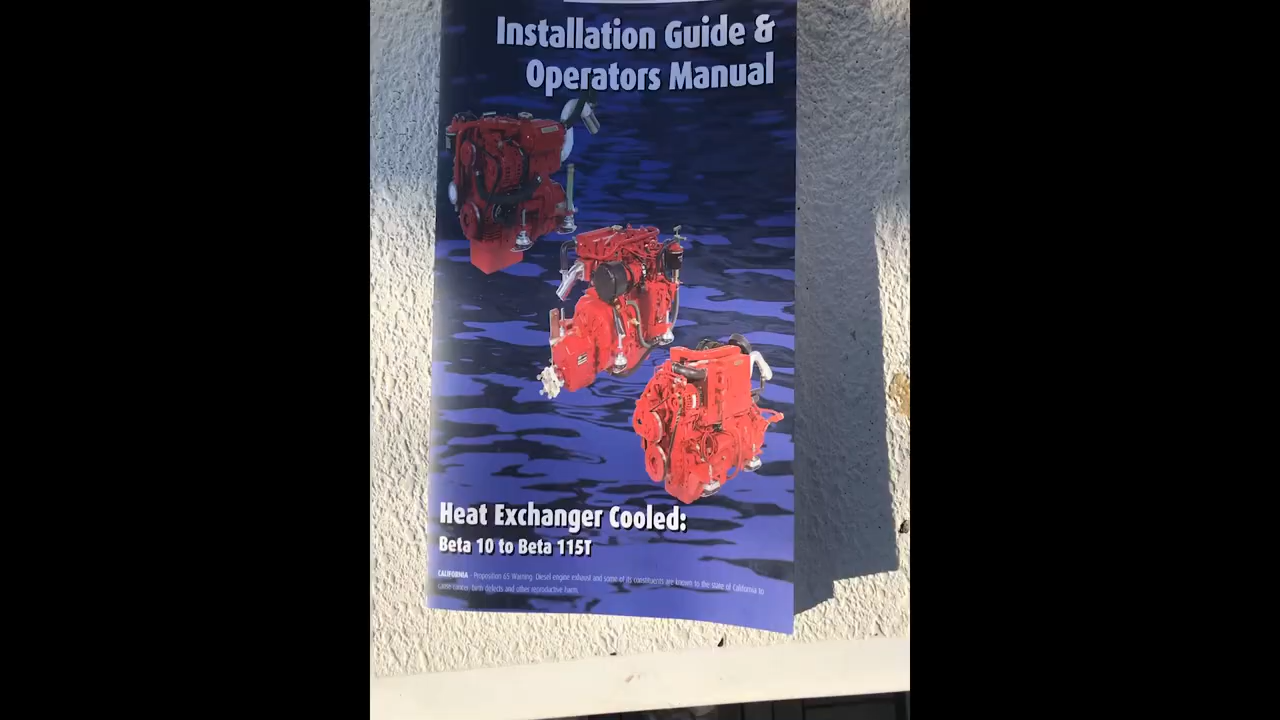 Installation Guide &
Operators Manual
Heat Exchanger Cooled:
Beta 10 to Beta 115T
CALIFORNIA - Proposition 65 Warning: Diesel engine exhaust and some of its constituents are known to the state of California to
cause cancer, birth defects and other reproductive harm.